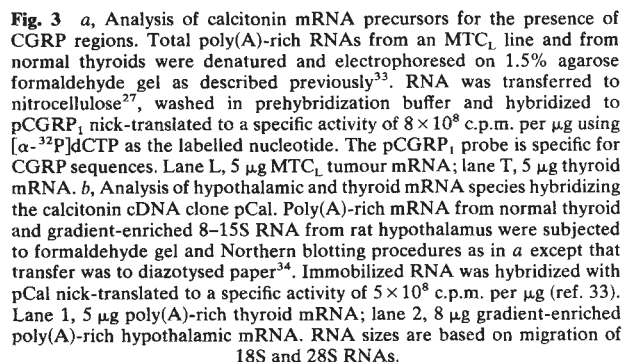 Fig. 3 a, Analysis of calcitonin mRNA precursors for the presence of
CGRP regions. Total poly(A)-rich RNAs from an MTC_L line and from
normal thyroids were denatured and electrophoresed on 1.5% agarose
formaldehyde gel as described previously³³. RNA was transferred to
nitrocellulose²⁷, washed in prehybridization buffer and hybridized to
pCGRP₁ nick-translated to a specific activity of 8 × 10⁸ c.p.m. per μg using
[α-³²P]dCTP as the labelled nucleotide. The pCGRP₁ probe is specific for
CGRP sequences. Lane L, 5 μg MTC_L tumour mRNA; lane T, 5 μg thyroid
mRNA. b, Analysis of hypothalamic and thyroid mRNA species hybridizing
the calcitonin cDNA clone pCal. Poly(A)-rich mRNA from normal thyroid
and gradient-enriched 8–15S RNA from rat hypothalamus were subjected
to formaldehyde gel and Northern blotting procedures as in a except that
transfer was to diazotysed paper³⁴. Immobilized RNA was hybridized with
pCal nick-translated to a specific activity of 5 × 10⁸ c.p.m. per μg (ref. 33).
Lane 1, 5 μg poly(A)-rich thyroid mRNA; lane 2, 8 μg gradient-enriched
poly(A)-rich hypothalamic mRNA. RNA sizes are based on migration of
18S and 28S RNAs.